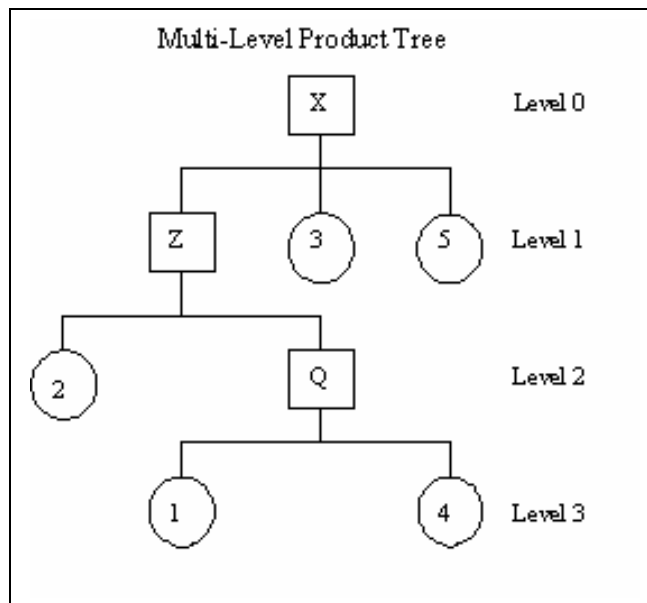 Multi-Level Product Tree
X Level 0
Z 3 5 Level 1
2 Q Level 2
1 4 Level 3